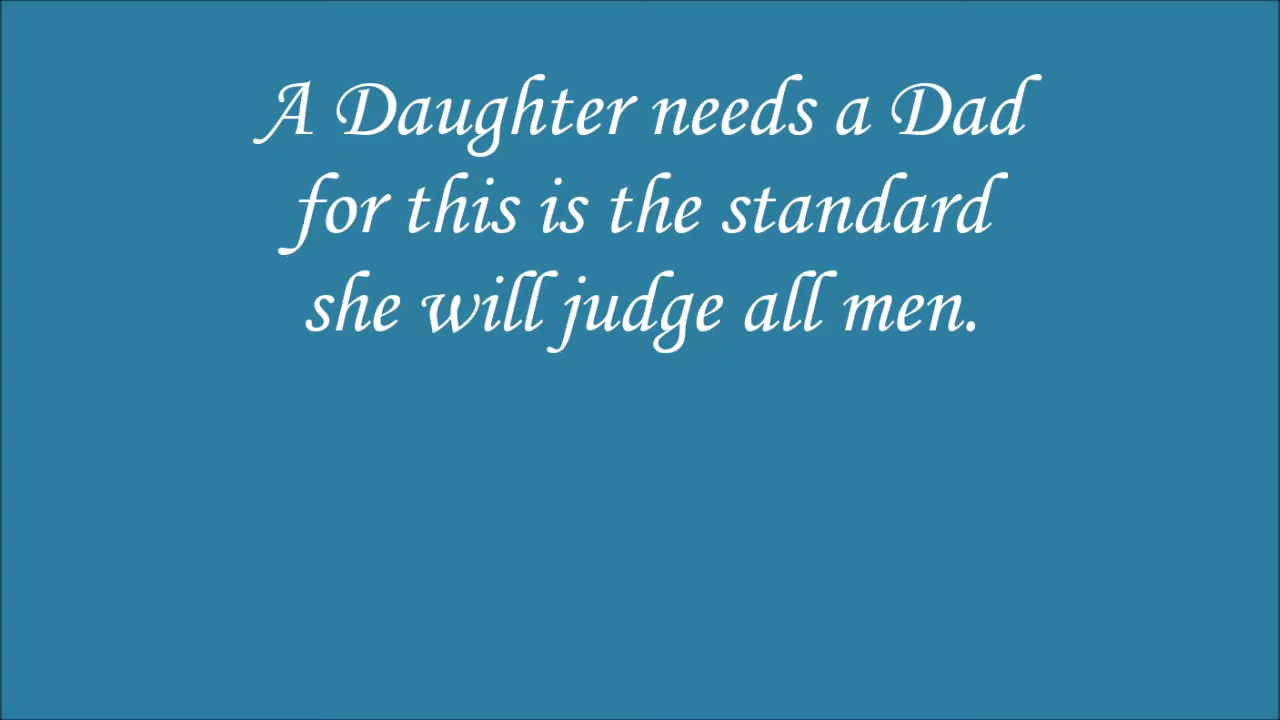 A Daughter needs a Dad
for this is the standard
she will judge all men.